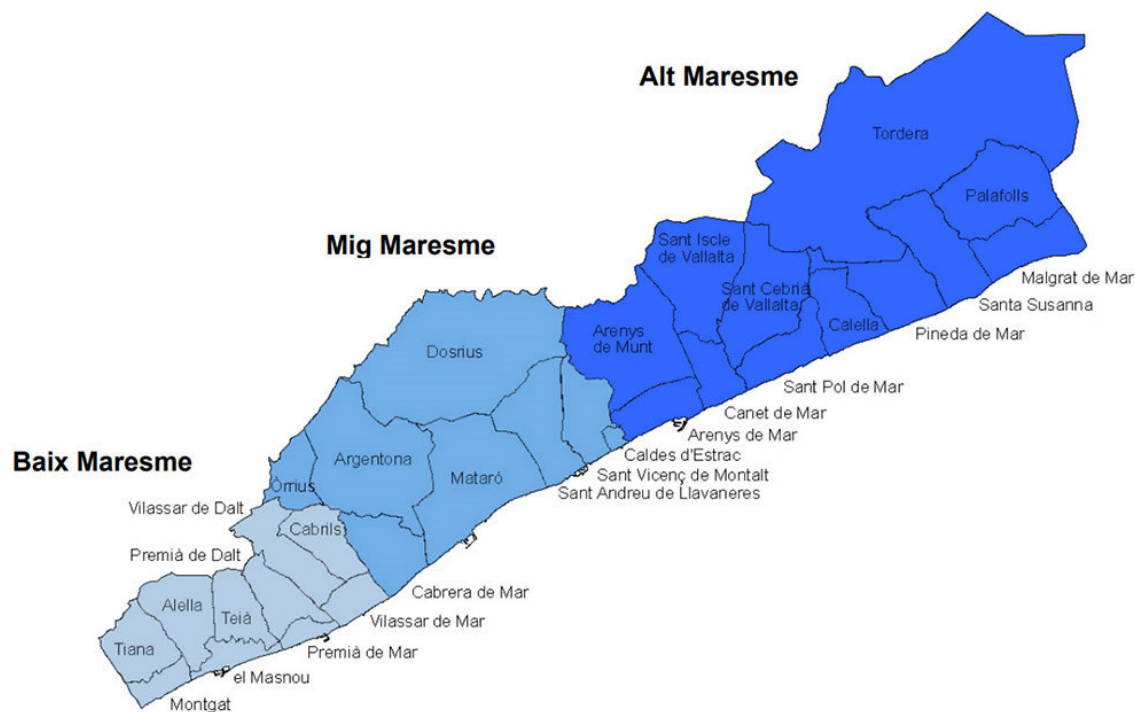 Alt Maresme
Tordera
Palafolls
Mig Maresme
Sant Iscle
de Vallalta
Malgrat de Mar
Sant Cebrià
de Vallalta
Santa Susanna
Arenys
de Munt
Calella
Pineda de Mar
Dosrius
Sant Pol de Mar
Canet de Mar
Arenys de Mar
Baix Maresme
Argentona
Caldes d'Estrac
Mataró
Sant Vicenç de Montalt
Òrrius
Sant Andreu de Llavaneres
Vilassar de Dalt
Cabrils
Premià de Dalt
Cabrera de Mar
Alella
Teià
Vilassar de Mar
Tiana
Premià de Mar
el Masnou
Montgat